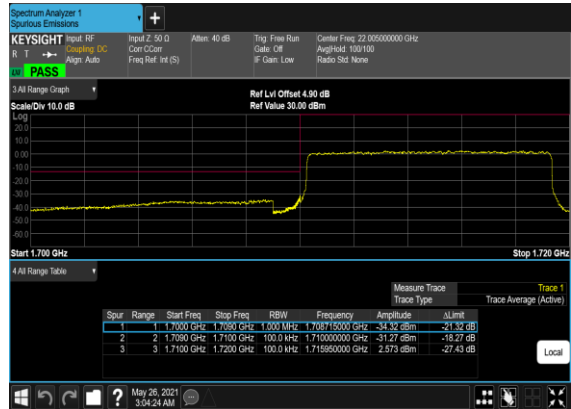 Spectrum Analyzer 1
Spurious Emissions
+
KEYSIGHT Input: RF Input Z: 50 Ω Atten: 40 dB Trig: Free Run Center Freq: 22.005000000 GHz
R T Coupling: DC Corr CCorr Gate: Off Avg|Hold: 100/100
Align: Auto Freq Ref: Int (S) IF Gain: Low Radio Std: None
PASS
3 All Range Graph
Ref Lvl Offset 4.90 dB
Scale/Div 10.0 dB Ref Value 30.00 dBm
Log
20.0
10.0
0.00
-10.0
-20.0
-30.0
-40.0
-50.0
-60.0
Start 1.700 GHz Stop 1.720 GHz
4 All Range Table
Measure Trace Trace 1
Trace Type Trace Average (Active)
Spur Range Start Freq Stop Freq RBW Frequency Amplitude ΔLimit
1 1 1.7000 GHz 1.7090 GHz 1.000 MHz 1.708715000 GHz -34.32 dBm -21.32 dB
2 2 1.7090 GHz 1.7100 GHz 100.0 kHz 1.710000000 GHz -31.27 dBm -18.27 dB
3 3 1.7100 GHz 1.7200 GHz 100.0 kHz 1.715950000 GHz 2.573 dBm -27.43 dB
Local
? May 26, 2021
3:04:24 AM